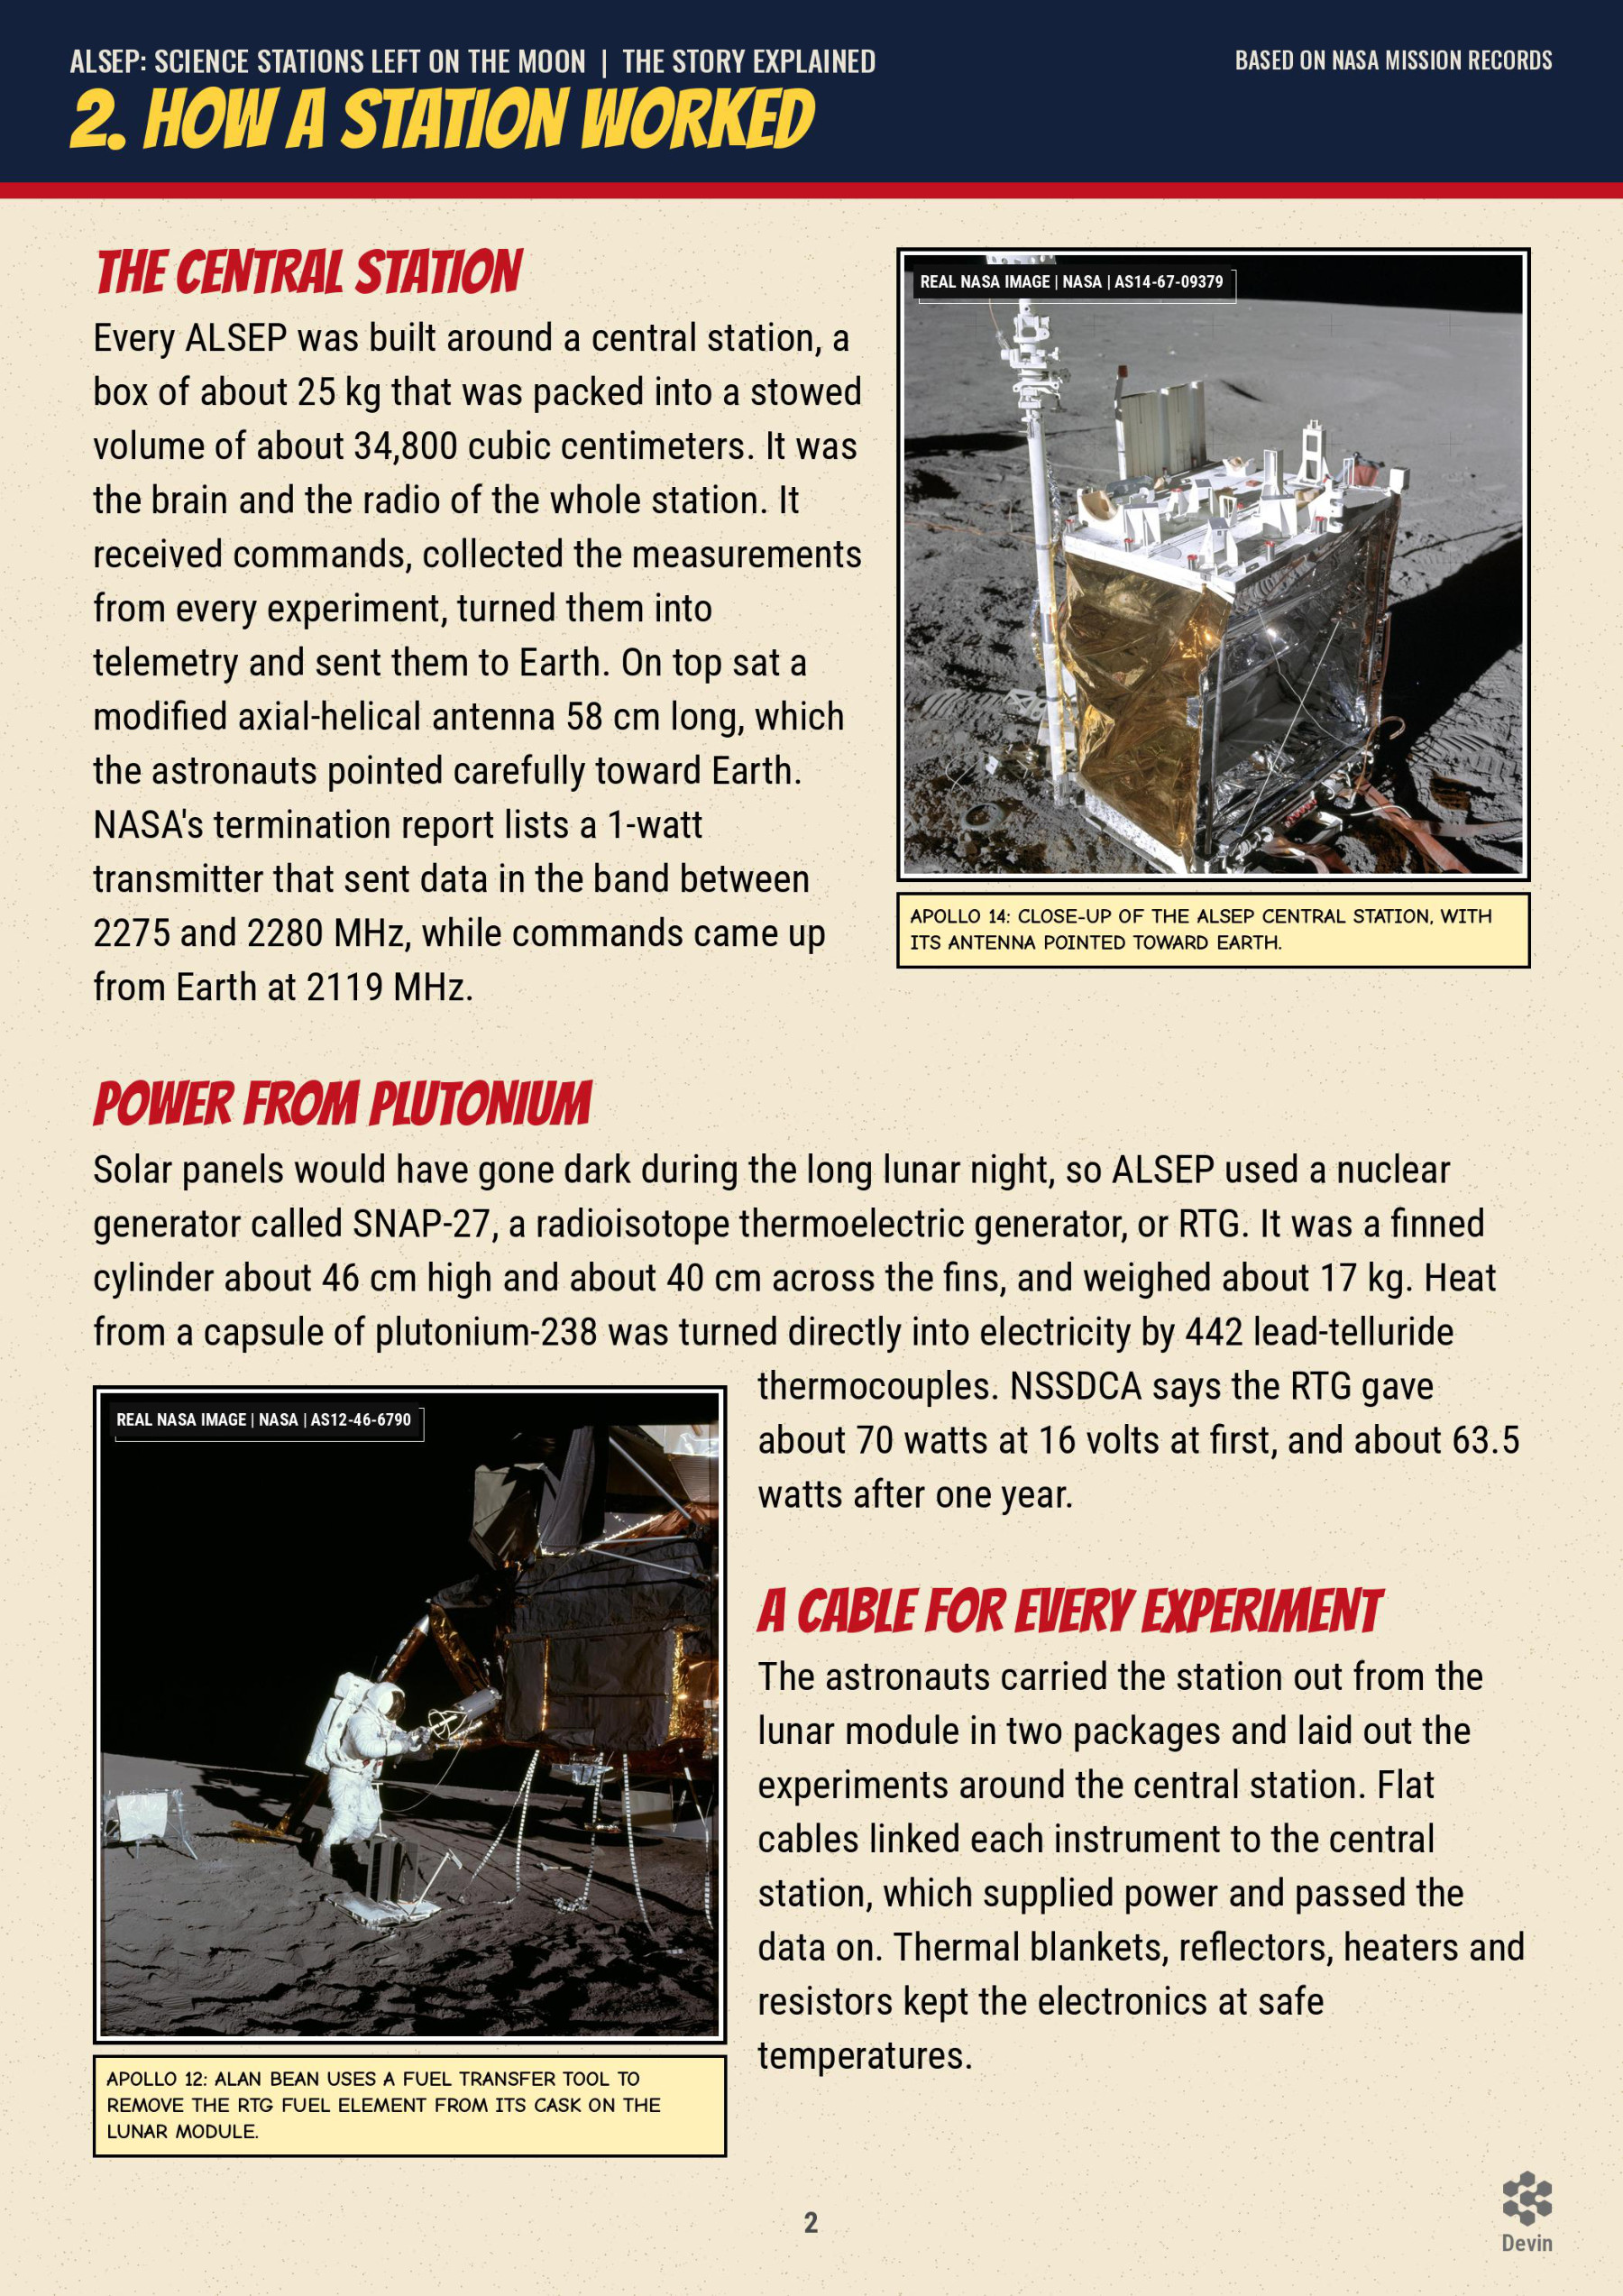 ALSEP: SCIENCE STATIONS LEFT ON THE MOON | THE STORY EXPLAINED
BASED ON NASA MISSION RECORDS
2. HOW A STATION WORKED
THE CENTRAL STATION
Every ALSEP was built around a central station, a
box of about 25 kg that was packed into a stowed
volume of about 34,800 cubic centimeters. It was
the brain and the radio of the whole station. It
received commands, collected the measurements
from every experiment, turned them into
telemetry and sent them to Earth. On top sat a
modified axial-helical antenna 58 cm long, which
the astronauts pointed carefully toward Earth.
NASA's termination report lists a 1-watt
transmitter that sent data in the band between
2275 and 2280 MHz, while commands came up
from Earth at 2119 MHz.
REAL NASA IMAGE | NASA | AS14-67-09379
APOLLO 14: CLOSE-UP OF THE ALSEP CENTRAL STATION, WITH
ITS ANTENNA POINTED TOWARD EARTH.
POWER FROM PLUTONIUM
Solar panels would have gone dark during the long lunar night, so ALSEP used a nuclear
generator called SNAP-27, a radioisotope thermoelectric generator, or RTG. It was a finned
cylinder about 46 cm high and about 40 cm across the fins, and weighed about 17 kg. Heat
from a capsule of plutonium-238 was turned directly into electricity by 442 lead-telluride
thermocouples. NSSDCA says the RTG gave
about 70 watts at 16 volts at first, and about 63.5
watts after one year.
REAL NASA IMAGE | NASA | AS12-46-6790
APOLLO 12: ALAN BEAN USES A FUEL TRANSFER TOOL TO
REMOVE THE RTG FUEL ELEMENT FROM ITS CASK ON THE
LUNAR MODULE.
A CABLE FOR EVERY EXPERIMENT
The astronauts carried the station out from the
lunar module in two packages and laid out the
experiments around the central station. Flat
cables linked each instrument to the central
station, which supplied power and passed the
data on. Thermal blankets, reflectors, heaters and
resistors kept the electronics at safe
temperatures.
2
Devin